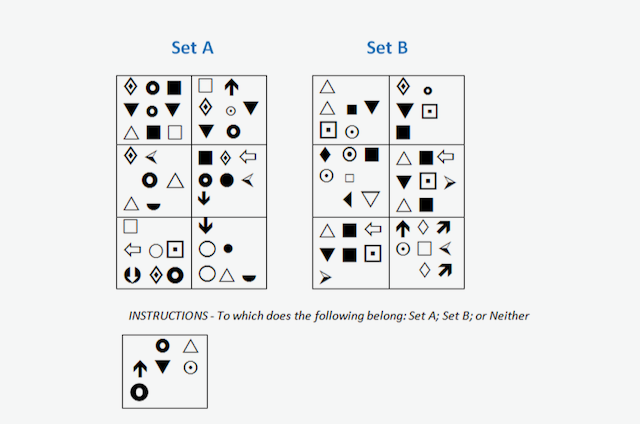 Set A
Set B
INSTRUCTIONS - To which does the following belong: Set A; Set B; or Neither